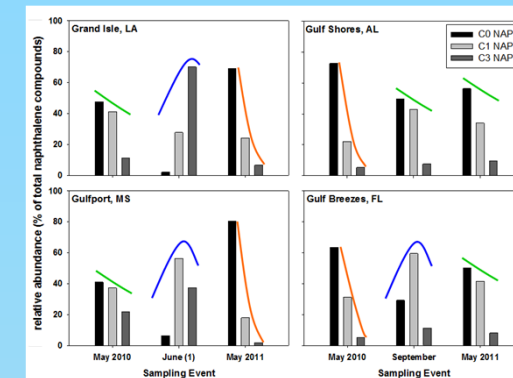 Grand Isle, LA
Gulf Shores, AL
C0 NAP
C1 NAP
C3 NAP
100
80
60
40
20
0
Gulfport, MS
Gulf Breezes, FL
80
60
40
20
0
relative abundance (% of total naphthalene compounds)
May 2010 June (1) May 2011
May 2010 September May 2011
Sampling Event
Sampling Event